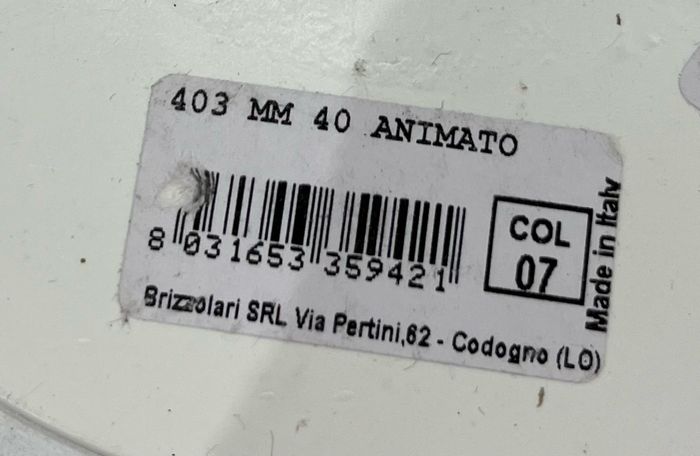 403 MM 40 ANIMATO
8 031653 359421
COL
07
Made in Italy
Brizzolari SRL Via Pertini,62 - Codogno (LO)